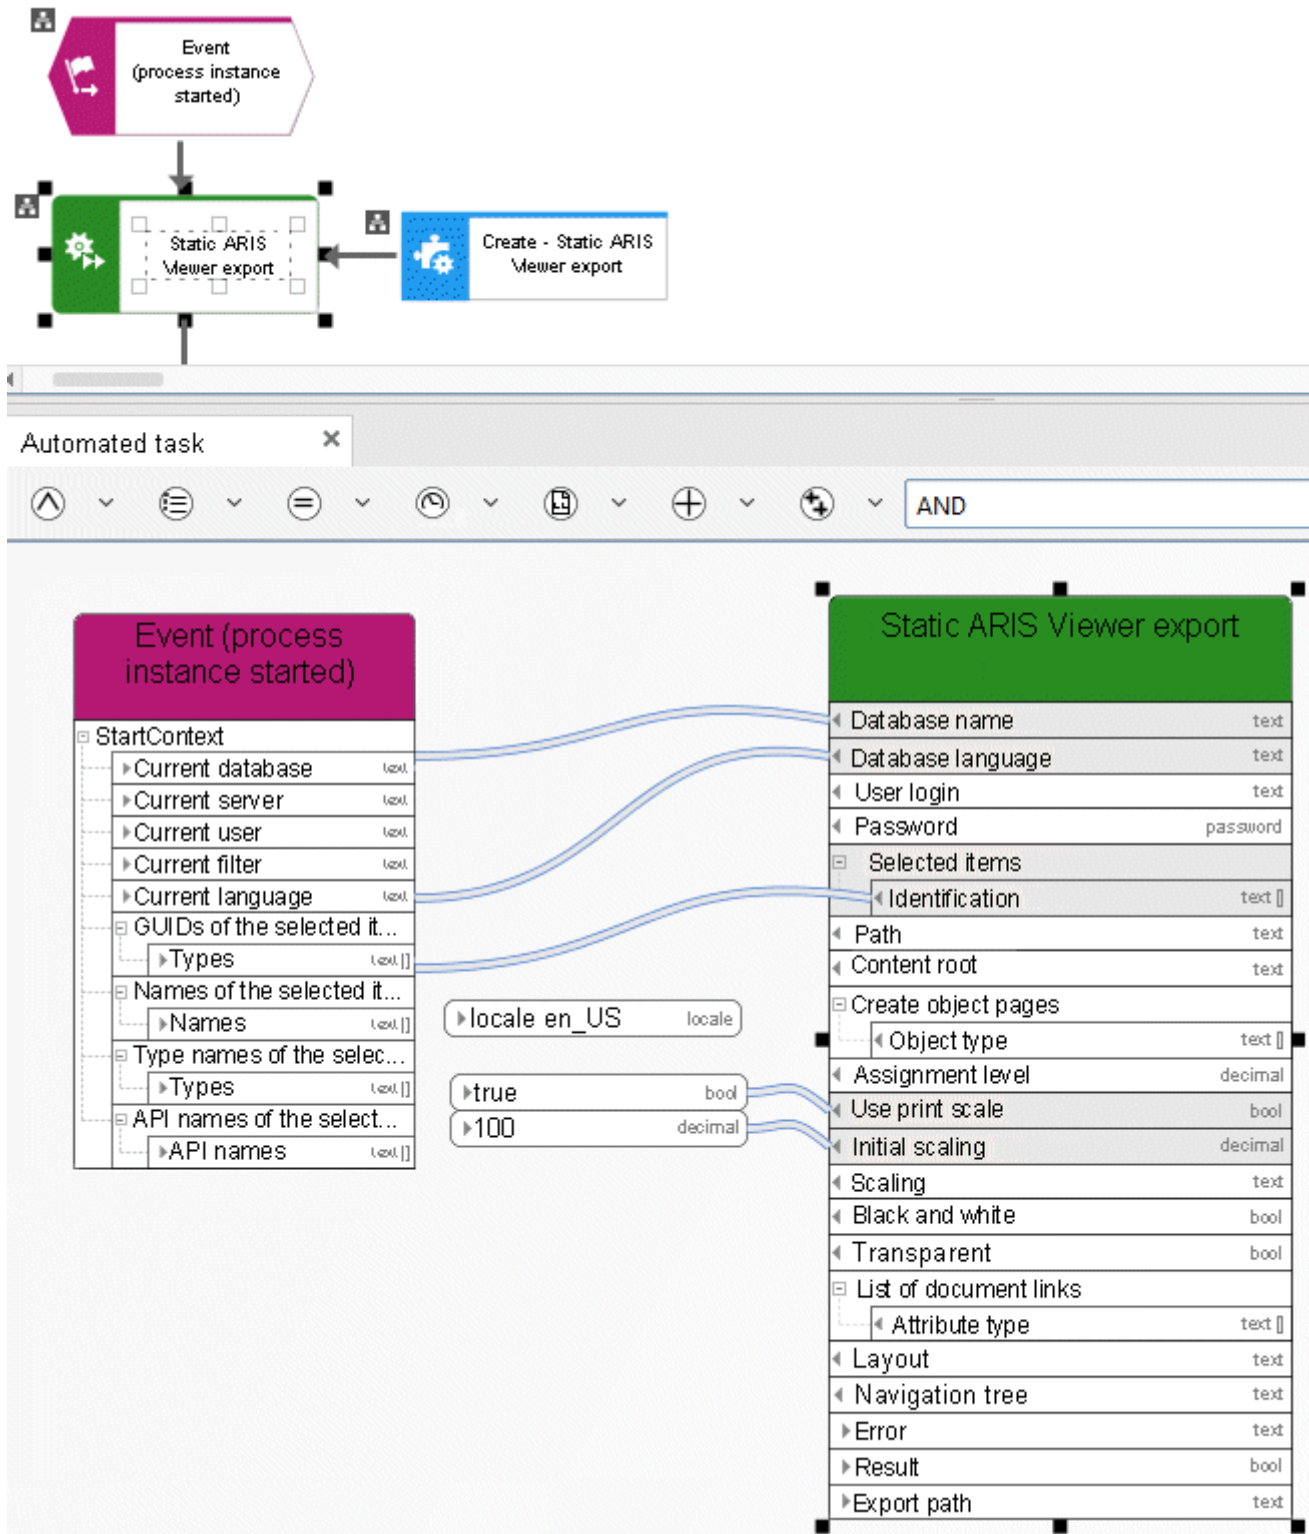 Event
(process instance
started)
Static ARIS
Viewer export
Create - Static ARIS
Viewer export
Automated task
AND
Event (process
instance started)
StartContext
Current database text
Current server text
Current user text
Current filter text
Current language text
GUIDs of the selected it...
Types text []
Names of the selected it...
Names text []
Type names of the selec...
Types text []
API names of the select...
API names text []
locale en_US locale
true bool
100 decimal
Static ARIS Viewer export
Database name text
Database language text
User login text
Password password
Selected items
Identification text []
Path text
Content root text
Create object pages
Object type text []
Assignment level decimal
Use print scale bool
Initial scaling decimal
Scaling text
Black and white bool
Transparent bool
List of document links
Attribute type text []
Layout text
Navigation tree text
Error text
Result bool
Export path text